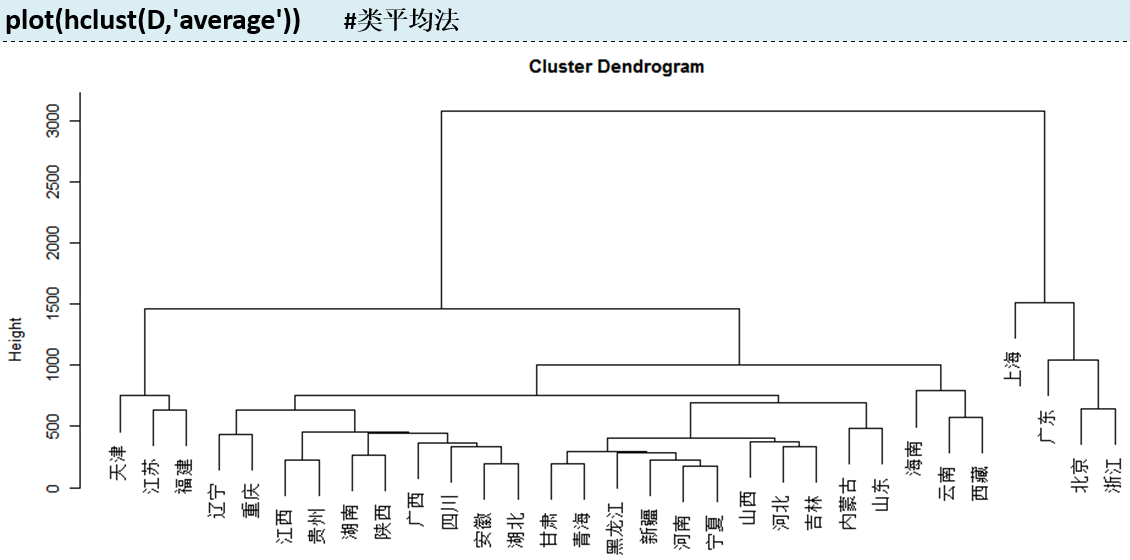 plot(hclust(D,'average')) #类平均法
Cluster Dendrogram
Height
3000
2500
2000
1500
1000
500
0
天津
江苏
福建
辽宁
重庆
江西
贵州
湖南
陕西
广西
四川
安徽
湖北
甘肃
青海
黑龙江
新疆
河南
宁夏
山西
河北
吉林
内蒙古
山东
海南
云南
西藏
上海
广东
北京
浙江